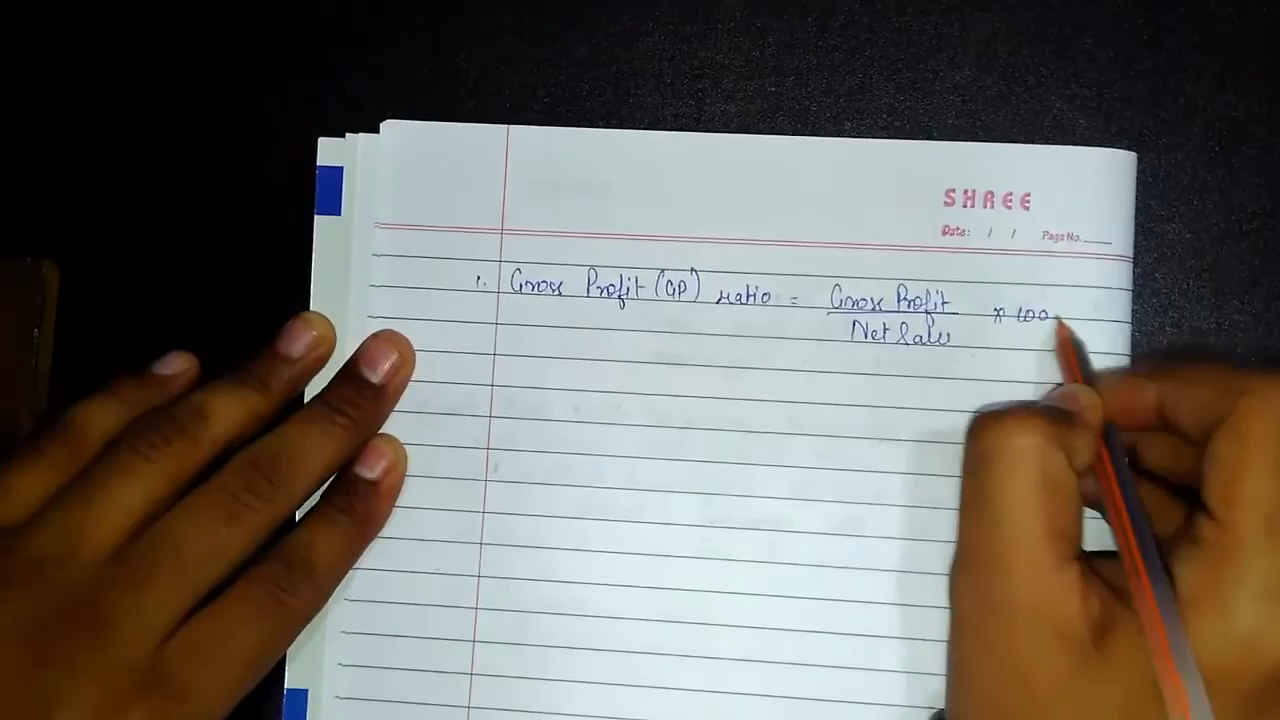 SHREE
Date: / / Page No.
1. Gross Profit (GP) ratio = Gross Profit × 100
Net Sales